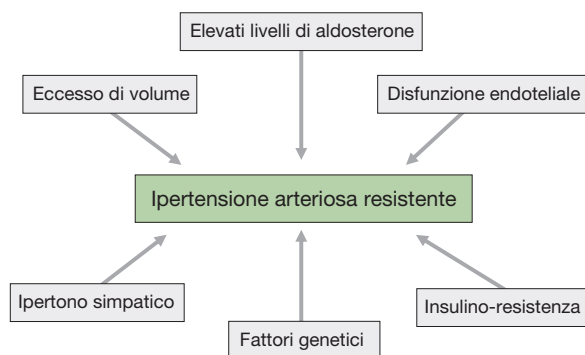 Elevati livelli di aldosterone
Eccesso di volume
Disfunzione endoteliale
Ipertensione arteriosa resistente
Ipertono simpatico
Insulino-resistenza
Fattori genetici